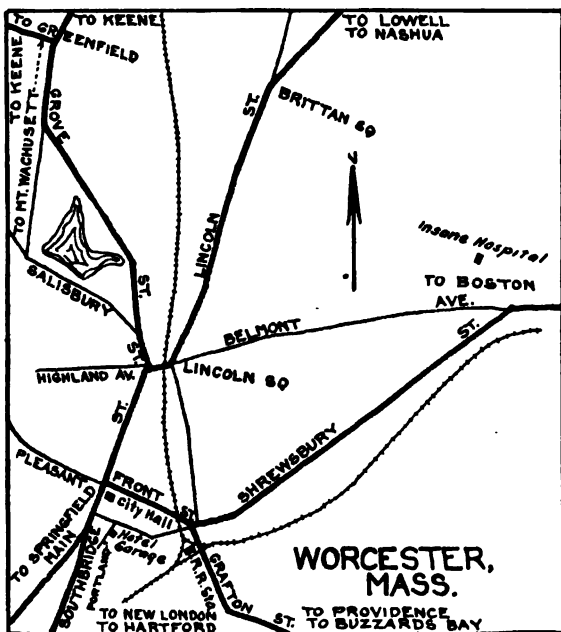 TO KEENE
TO GREENFIELD
TO LOWELL
TO NASHUA
TO KEENE
TO MT. WACHUSETT
GROVE
ST.
BRITTAN SQ
LINCOLN
ST.
Insane Hospital
TO BOSTON
AVE.
SALISBURY
ST.
BELMONT
ST.
HIGHLAND AV.
LINCOLN SQ
ST.
SHREWSBURY
PLEASANT
FRONT
ST.
City Hall
Hotel
Garage
TO SPRINGFIELD
MAIN
SOUTHBRIDGE
PORTLAND
R.R. Sta.
GRAFTON
ST.
WORCESTER,
MASS.
TO NEW LONDON
TO HARTFORD
TO PROVIDENCE
TO BUZZARDS BAY